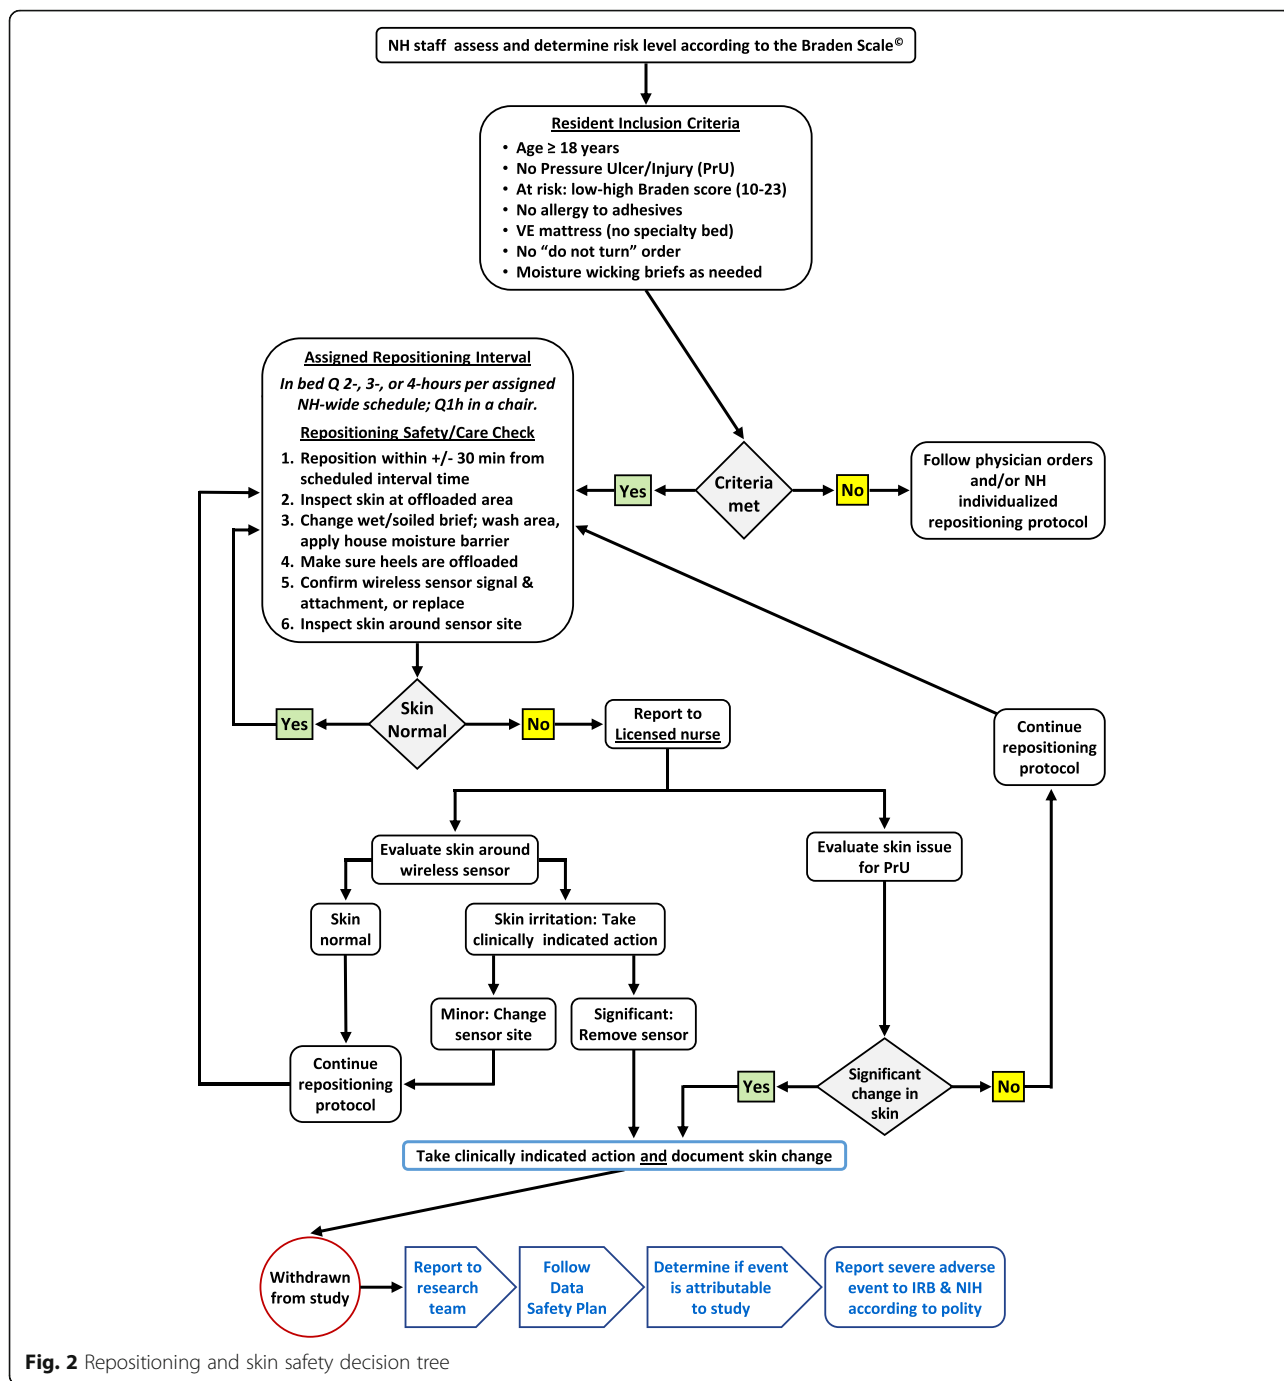 NH staff assess and determine risk level according to the Braden Scale©
Resident Inclusion Criteria
• Age ≥ 18 years
• No Pressure Ulcer/Injury (PrU)
• At risk: low-high Braden score (10-23)
• No allergy to adhesives
• VE mattress (no specialty bed)
• No “do not turn” order
• Moisture wicking briefs as needed
Assigned Repositioning Interval
In bed Q 2-, 3-, or 4-hours per assigned
NH-wide schedule; Q1h in a chair.
Repositioning Safety/Care Check
1. Reposition within +/- 30 min from
scheduled interval time
2. Inspect skin at offloaded area
3. Change wet/soiled brief; wash area,
apply house moisture barrier
4. Make sure heels are offloaded
5. Confirm wireless sensor signal &
attachment, or replace
6. Inspect skin around sensor site
Yes
Criteria
met
No
Follow physician orders
and/or NH
individualized
repositioning protocol
Yes
Skin
Normal
No
Report to
Licensed nurse
Continue
repositioning
protocol
Evaluate skin around
wireless sensor
Evaluate skin issue
for PrU
Skin
normal
Skin irritation: Take
clinically indicated action
Minor: Change
sensor site
Significant:
Remove sensor
Continue
repositioning
protocol
Yes
Significant
change in
skin
No
Take clinically indicated action and document skin change
Withdrawn
from study
Report to
research
team
Follow
Data
Safety Plan
Determine if event
is attributable
to study
Report severe adverse
event to IRB & NIH
according to polity
Fig. 2 Repositioning and skin safety decision tree